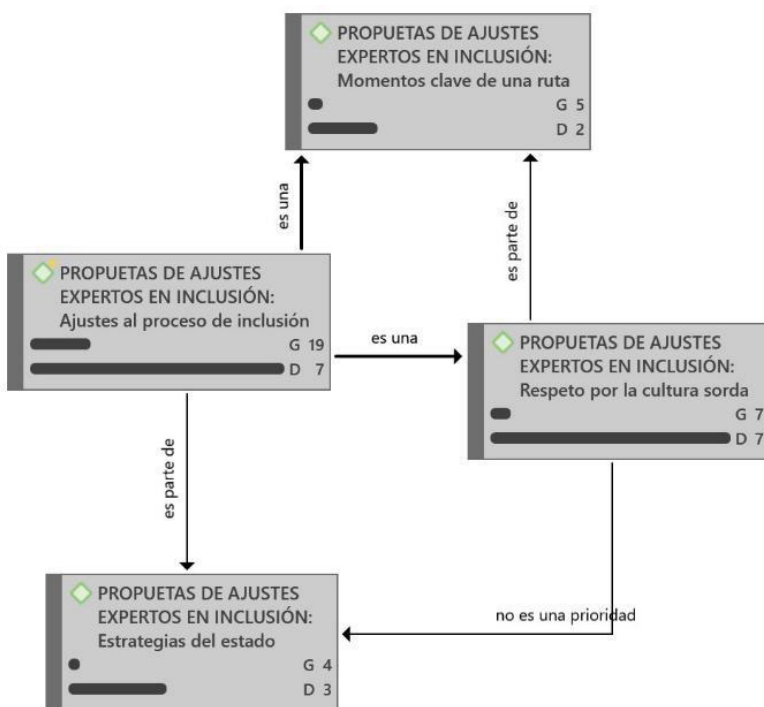 PROPUETAS DE AJUSTES
EXPERTOS EN INCLUSIÓN:
Momentos clave de una ruta
G 5
D 2
es una
es parte de
PROPUETAS DE AJUSTES
EXPERTOS EN INCLUSIÓN:
Ajustes al proceso de inclusión
G 19
D 7
es una
PROPUETAS DE AJUSTES
EXPERTOS EN INCLUSIÓN:
Respeto por la cultura sorda
G 7
D 7
es parte de
no es una prioridad
PROPUETAS DE AJUSTES
EXPERTOS EN INCLUSIÓN:
Estrategias del estado
G 4
D 3